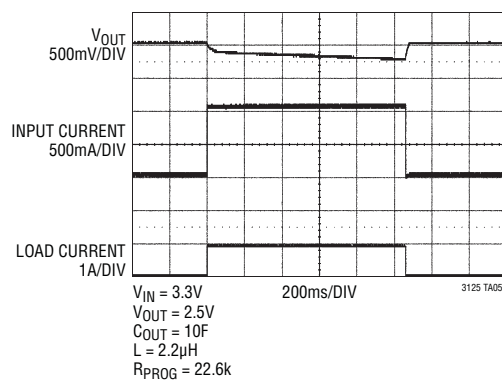 VOUT
500mV/DIV
INPUT CURRENT
500mA/DIV
LOAD CURRENT
1A/DIV
VIN = 3.3V
VOUT = 2.5V
COUT = 10F
L = 2.2µH
RPROG = 22.6k
200ms/DIV
3125 TA05